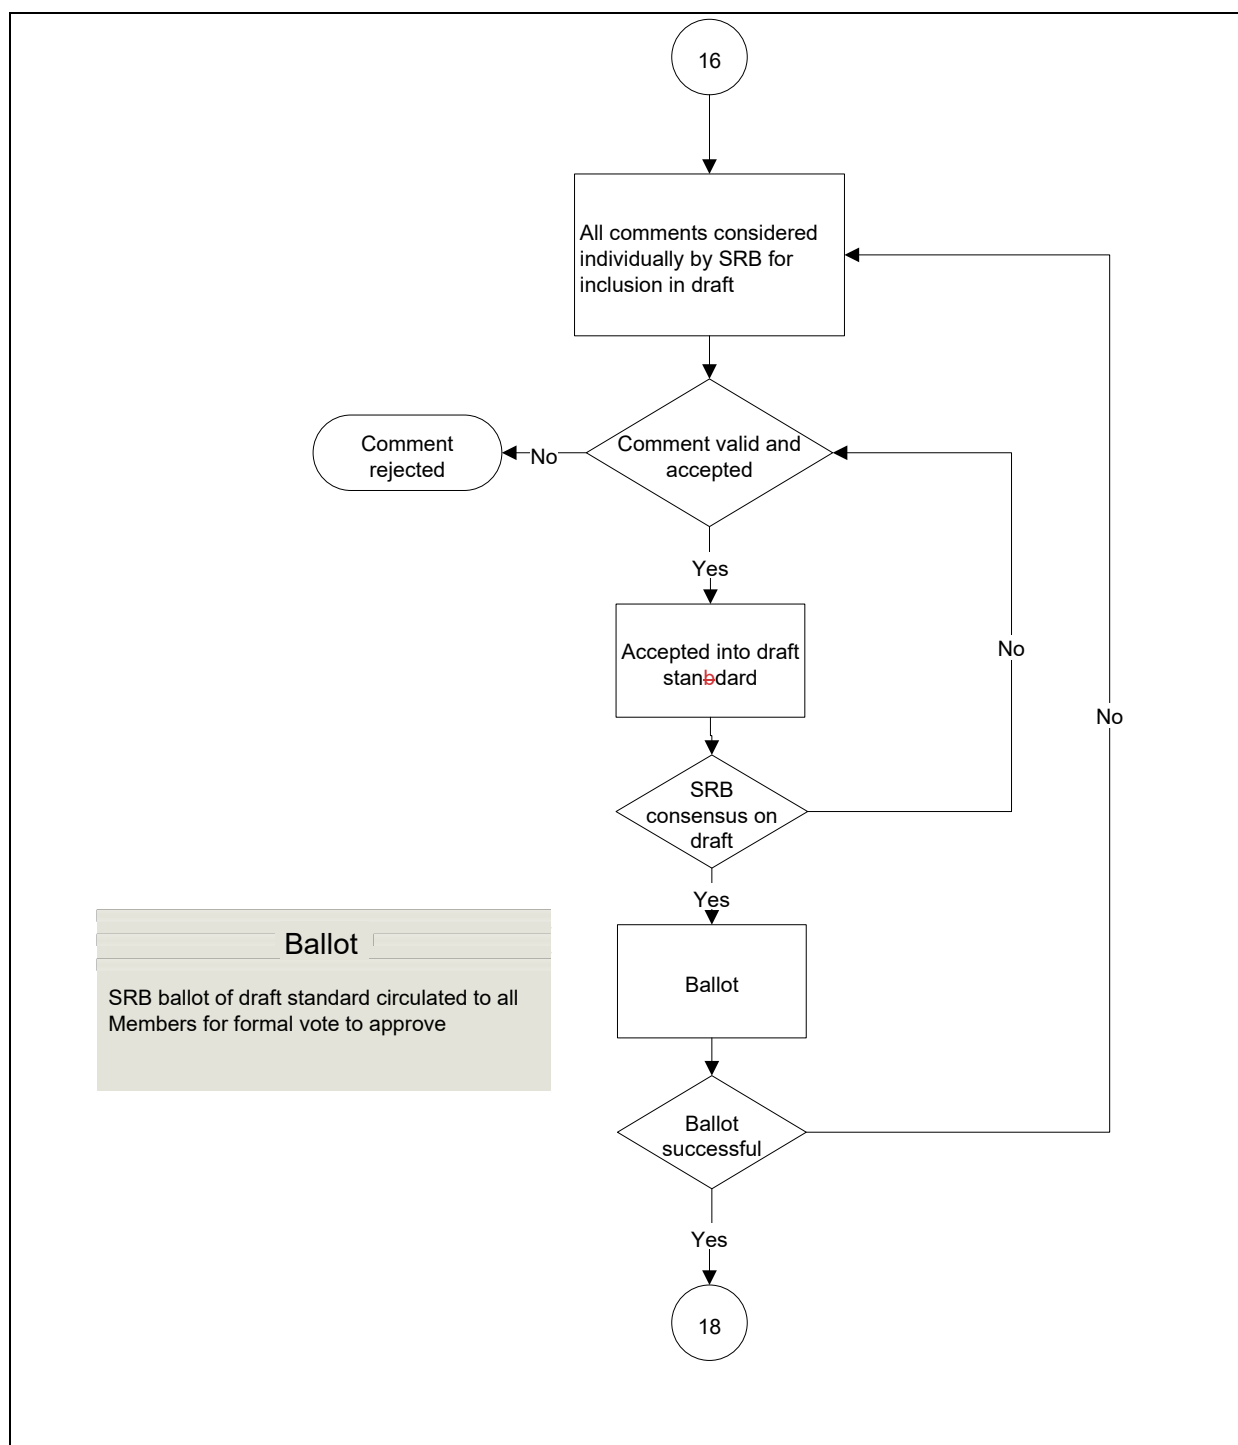 16
All comments considered
individually by SRB for
inclusion in draft
Comment valid and
accepted
Comment
rejected
No
Yes
Accepted into draft
stanbdard
No
SRB
consensus on
draft
No
Yes
Ballot
SRB ballot of draft standard circulated to all
Members for formal vote to approve
Ballot
Ballot
successful
Yes
18